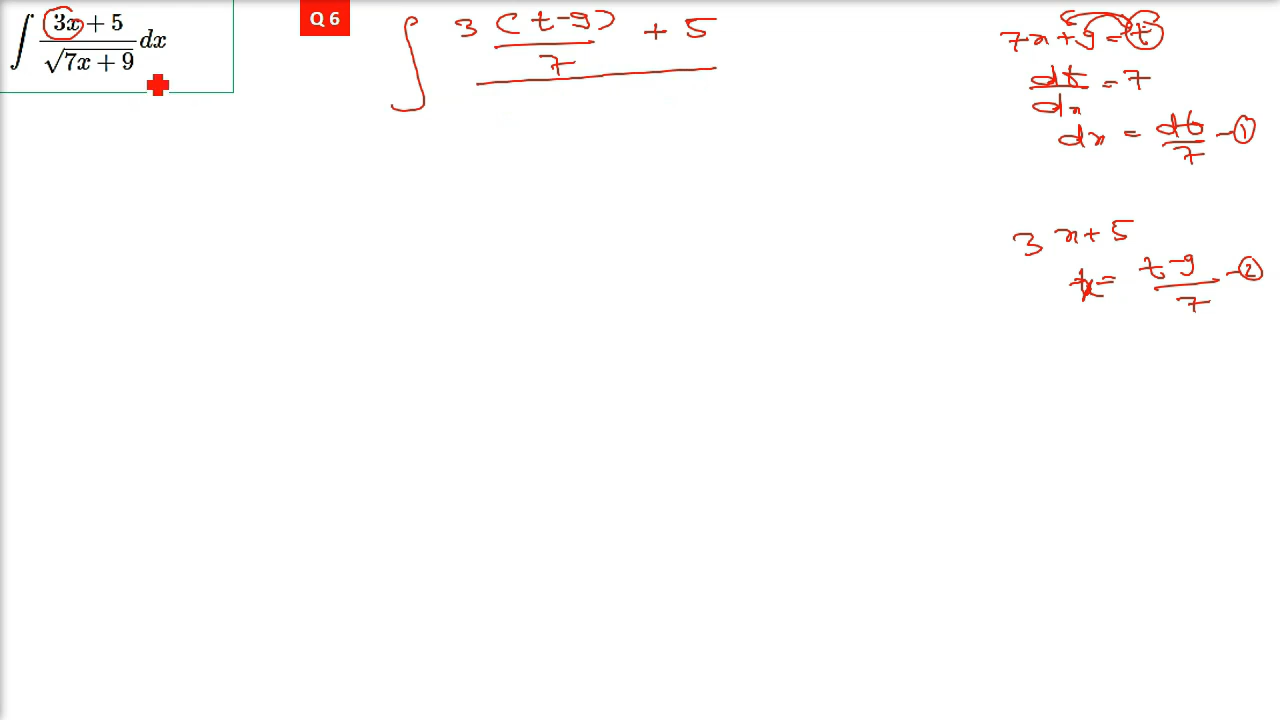 ∫ (3x + 5)/√(7x + 9) dx
Q 6
∫ 3 (t-9)/7 + 5
7x + 9 = t
dt/dx = 7
dx = dt/7 - ①
3x + 5
x = (t-9)/7 - ②